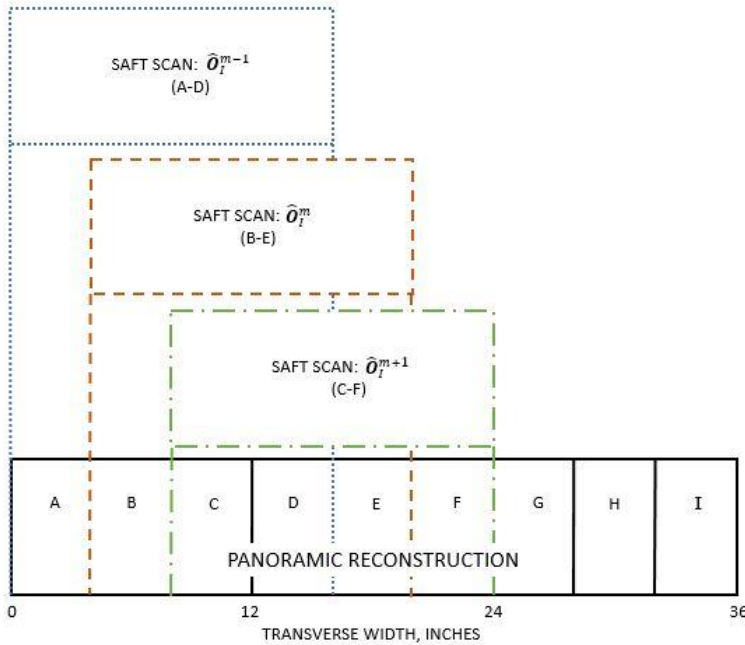 SAFT SCAN: Ô_I^{m−1}
(A-D)
SAFT SCAN: Ô_I^m
(B-E)
SAFT SCAN: Ô_I^{m+1}
(C-F)
A B C D E F G H I
PANORAMIC RECONSTRUCTION
0 12 24 36
TRANSVERSE WIDTH, INCHES